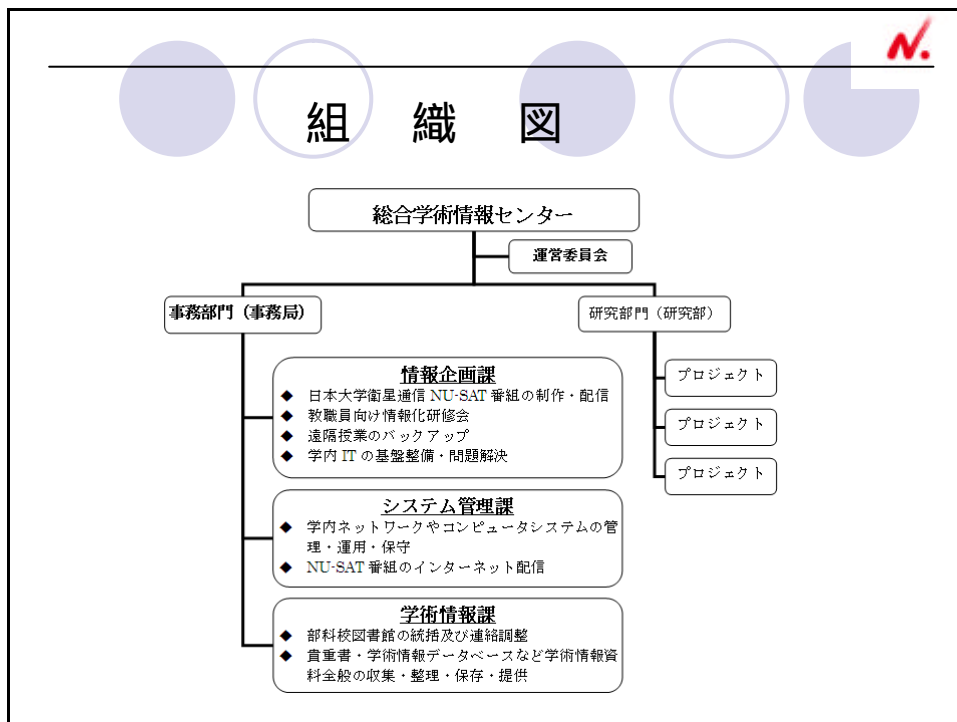 N.
組 織 図
総合学術情報センター
運営委員会
事務部門（事務局）
研究部門（研究部）
情報企画課
◆ 日本大学衛星通信 NU-SAT 番組の制作・配信
◆ 教職員向け情報化研修会
◆ 遠隔授業のバックアップ
◆ 学内 IT の基盤整備・問題解決
プロジェクト
プロジェクト
プロジェクト
システム管理課
◆ 学内ネットワークやコンピュータシステムの管
理・運用・保守
◆ NU-SAT 番組のインターネット配信
学術情報課
◆ 部科校図書館の統括及び連絡調整
◆ 貴重書・学術情報データベースなど学術情報資
料全般の収集・整理・保存・提供